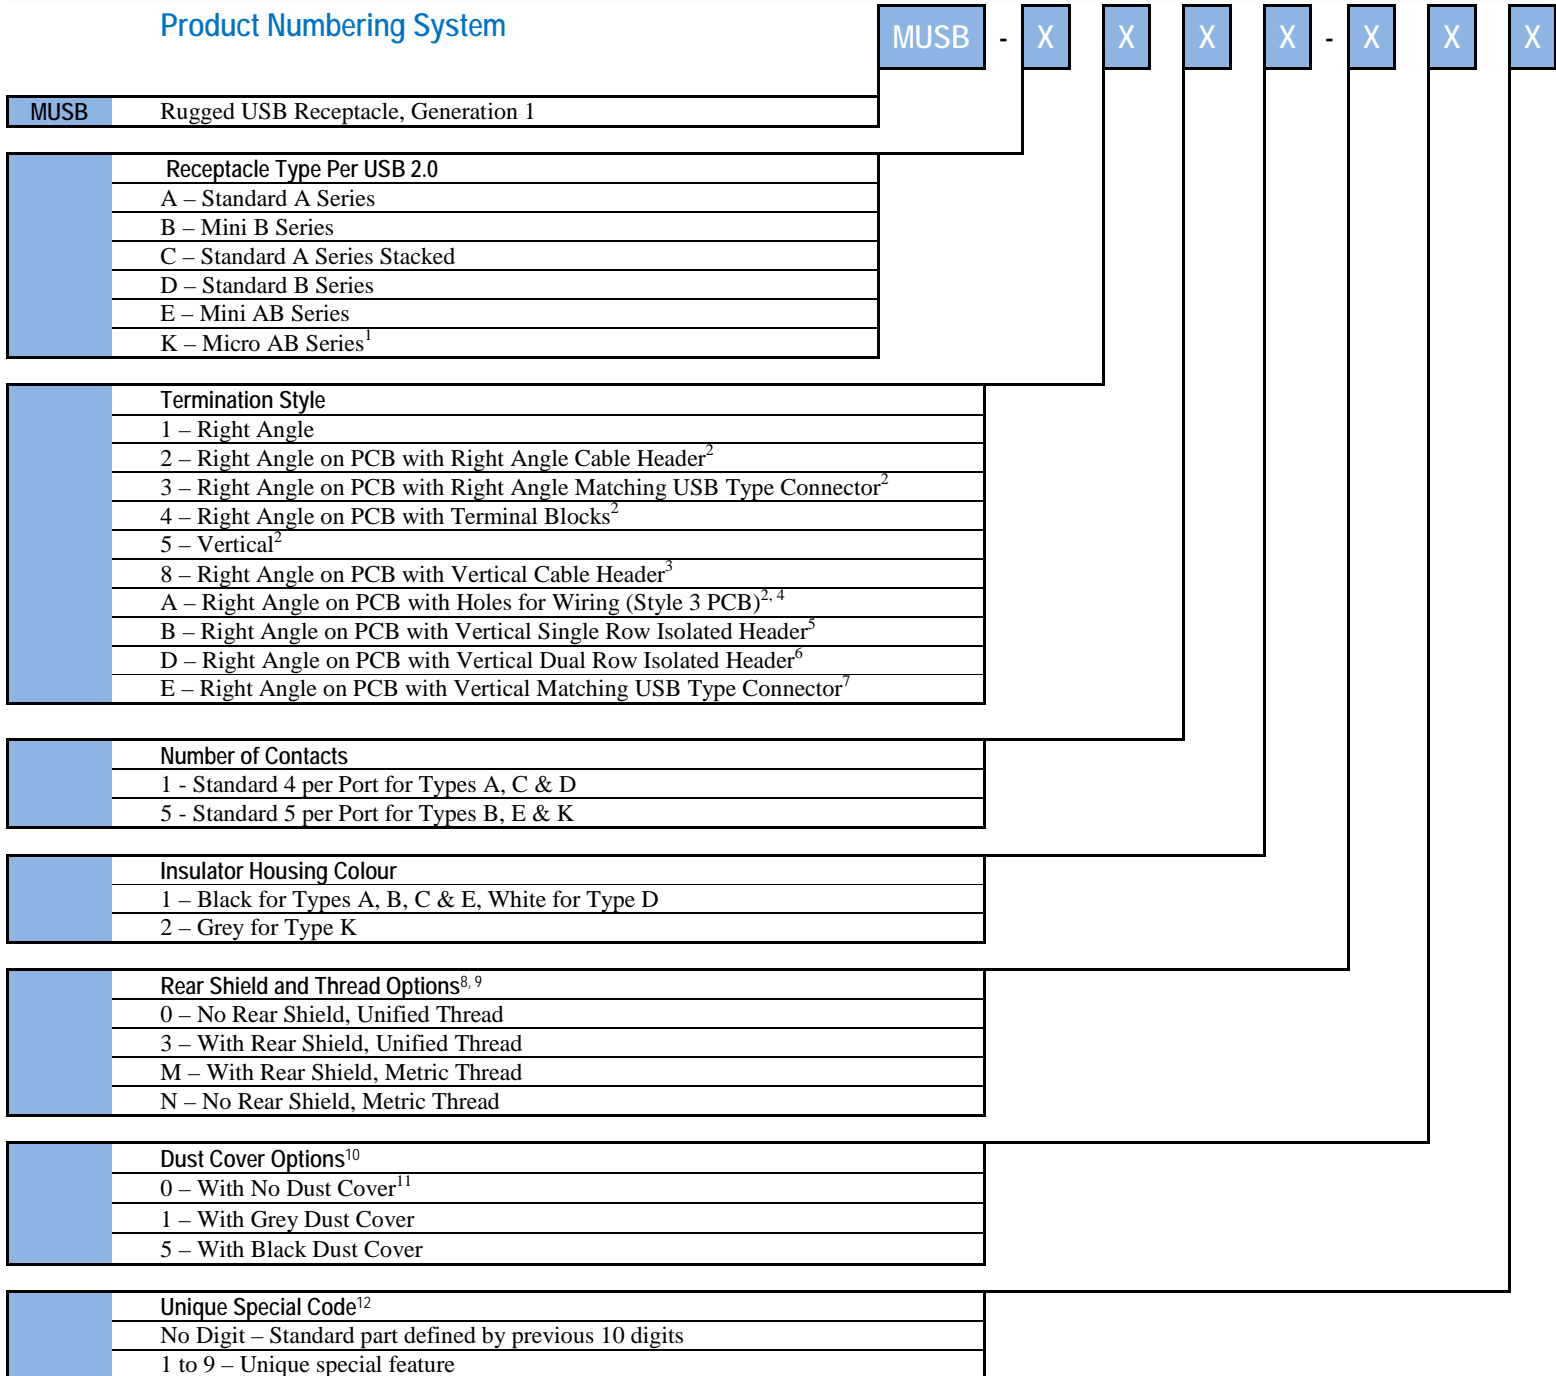 Product Numbering System
MUSB - X X X X - X X X
MUSB Rugged USB Receptacle, Generation 1
Receptacle Type Per USB 2.0
A – Standard A Series
B – Mini B Series
C – Standard A Series Stacked
D – Standard B Series
E – Mini AB Series
K – Micro AB Series1
Termination Style
1 – Right Angle
2 – Right Angle on PCB with Right Angle Cable Header2
3 – Right Angle on PCB with Right Angle Matching USB Type Connector2
4 – Right Angle on PCB with Terminal Blocks2
5 – Vertical2
8 – Right Angle on PCB with Vertical Cable Header3
A – Right Angle on PCB with Holes for Wiring (Style 3 PCB)2, 4
B – Right Angle on PCB with Vertical Single Row Isolated Header5
D – Right Angle on PCB with Vertical Dual Row Isolated Header6
E – Right Angle on PCB with Vertical Matching USB Type Connector7
Number of Contacts
1 - Standard 4 per Port for Types A, C & D
5 - Standard 5 per Port for Types B, E & K
Insulator Housing Colour
1 – Black for Types A, B, C & E, White for Type D
2 – Grey for Type K
Rear Shield and Thread Options8, 9
0 – No Rear Shield, Unified Thread
3 – With Rear Shield, Unified Thread
M – With Rear Shield, Metric Thread
N – No Rear Shield, Metric Thread
Dust Cover Options10
0 – With No Dust Cover11
1 – With Grey Dust Cover
5 – With Black Dust Cover
Unique Special Code12
No Digit – Standard part defined by previous 10 digits
1 to 9 – Unique special feature